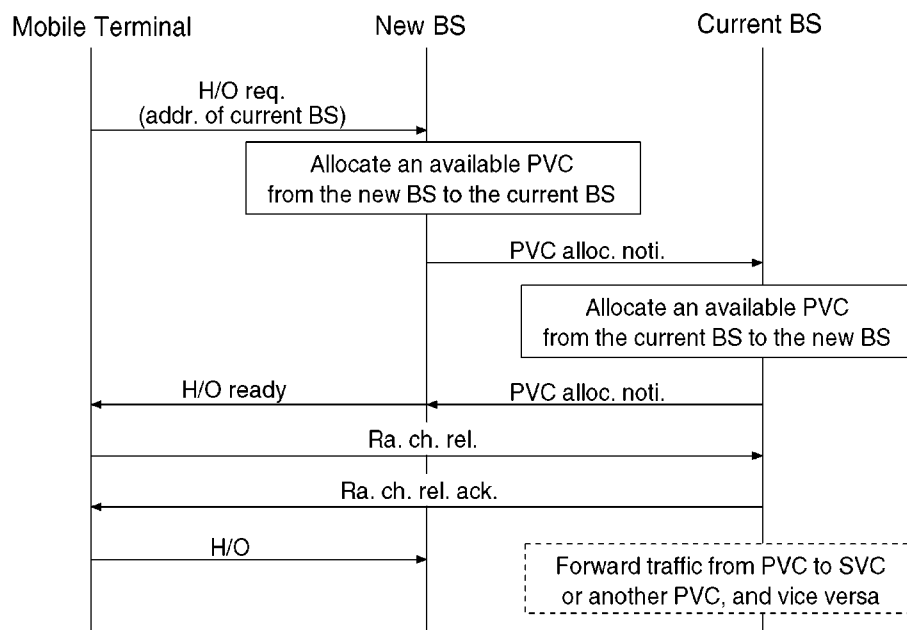 Mobile Terminal New BS Current BS
H/O req.
(addr. of current BS)
Allocate an available PVC
from the new BS to the current BS
PVC alloc. noti.
Allocate an available PVC
from the current BS to the new BS
H/O ready PVC alloc. noti.
Ra. ch. rel.
Ra. ch. rel. ack.
H/O
Forward traffic from PVC to SVC
or another PVC, and vice versa